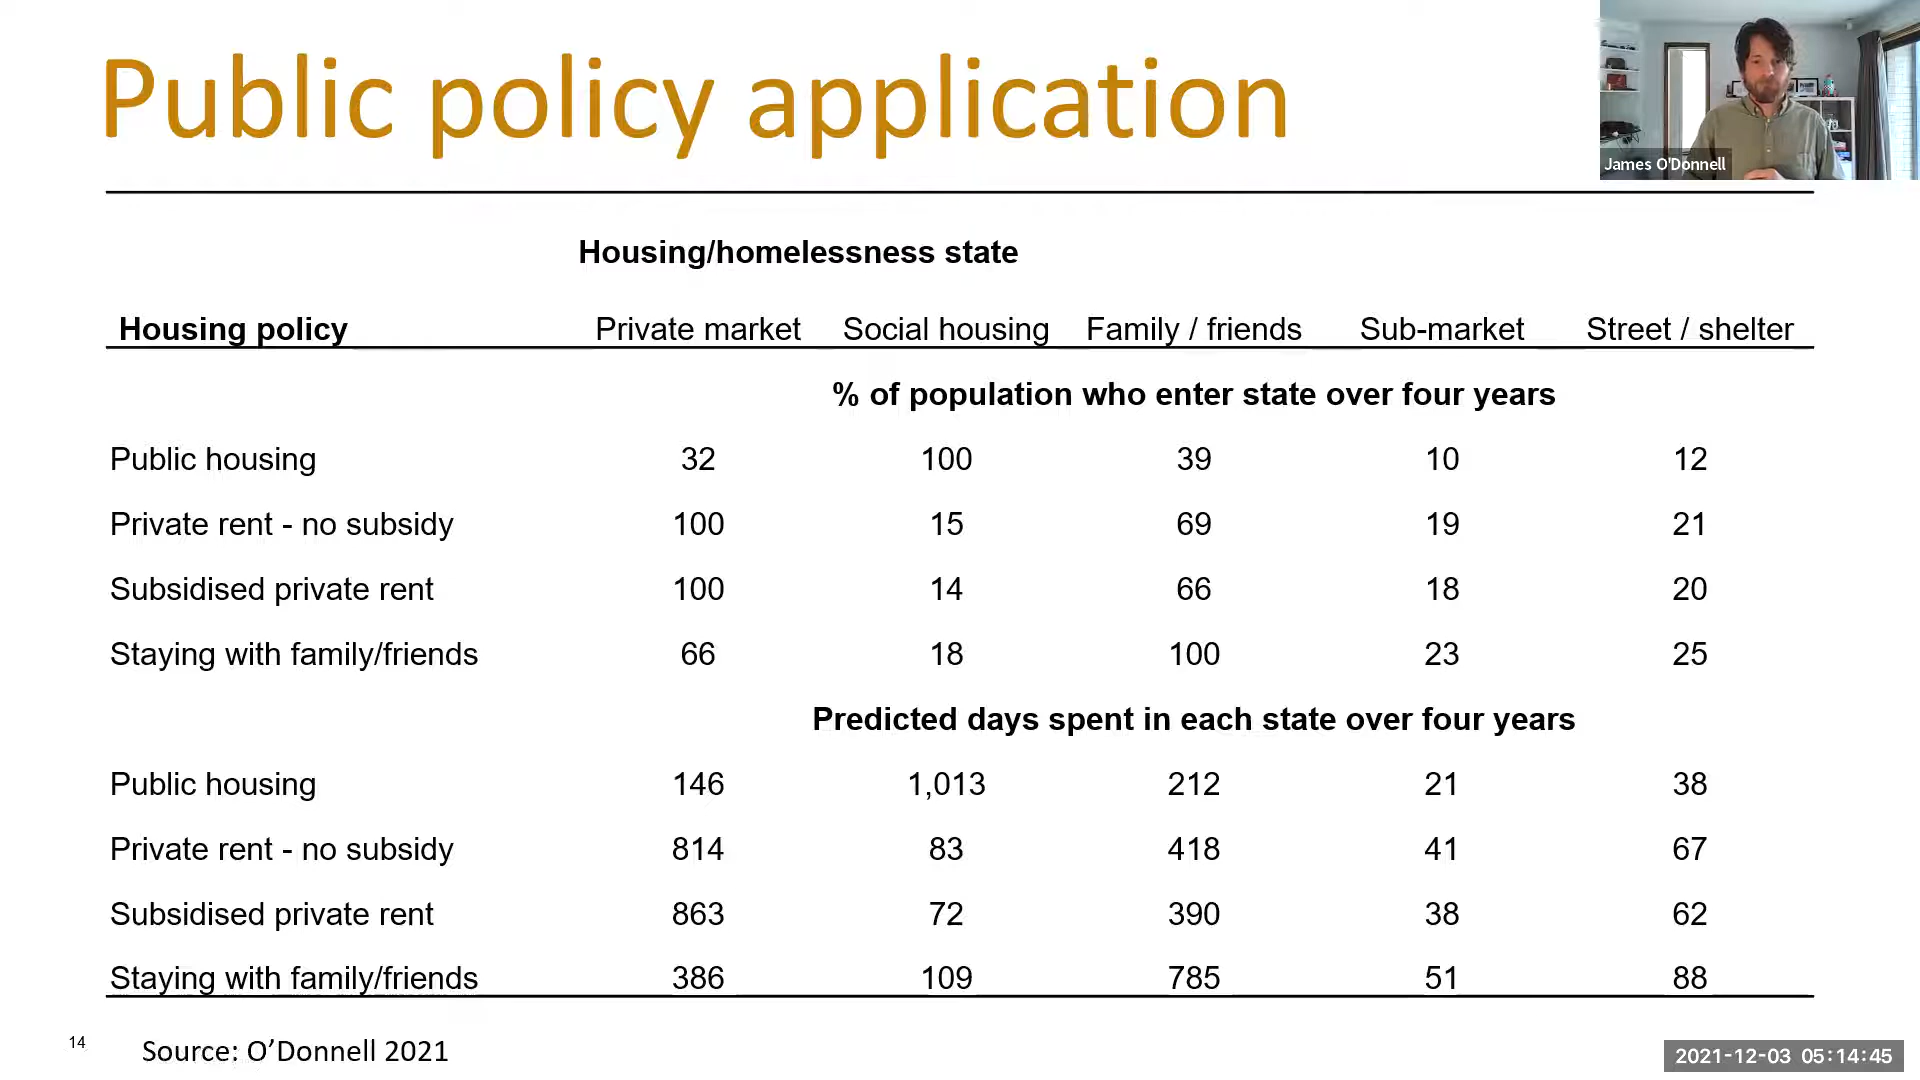 Public policy application
James O'Donnell
Housing/homelessness state
Housing policy Private market Social housing Family / friends Sub-market Street / shelter
% of population who enter state over four years
Public housing 32 100 39 10 12
Private rent - no subsidy 100 15 69 19 21
Subsidised private rent 100 14 66 18 20
Staying with family/friends 66 18 100 23 25
Predicted days spent in each state over four years
Public housing 146 1,013 212 21 38
Private rent - no subsidy 814 83 418 41 67
Subsidised private rent 863 72 390 38 62
Staying with family/friends 386 109 785 51 88
14 Source: O’Donnell 2021
2021-12-03 05:14:45